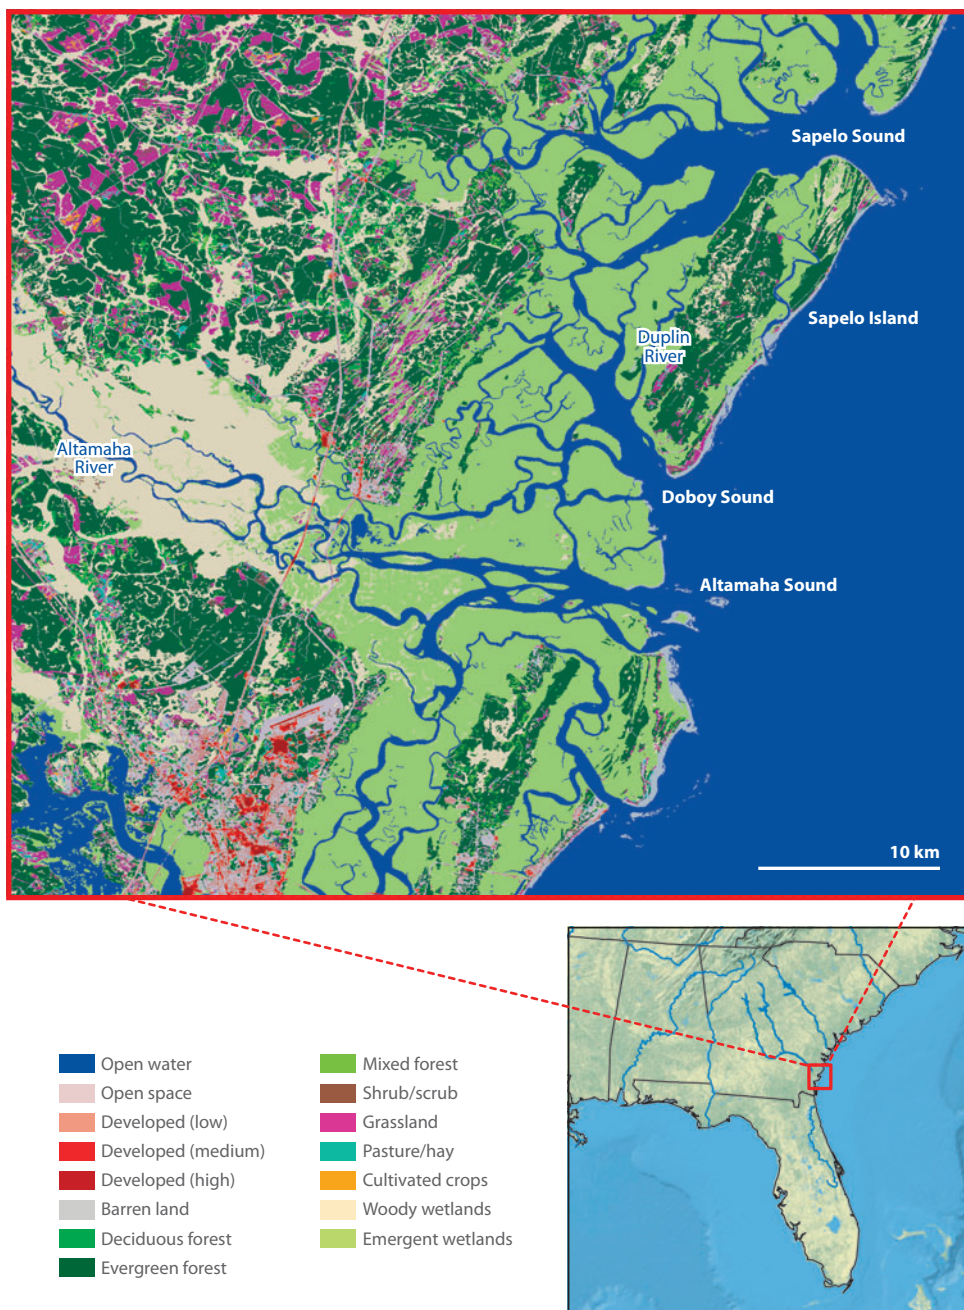 Sapelo Sound
Sapelo Island
Duplin
River
Altamaha
River
Doboy Sound
Altamaha Sound
10 km
Open water
Open space
Developed (low)
Developed (medium)
Developed (high)
Barren land
Deciduous forest
Evergreen forest
Mixed forest
Shrub/scrub
Grassland
Pasture/hay
Cultivated crops
Woody wetlands
Emergent wetlands